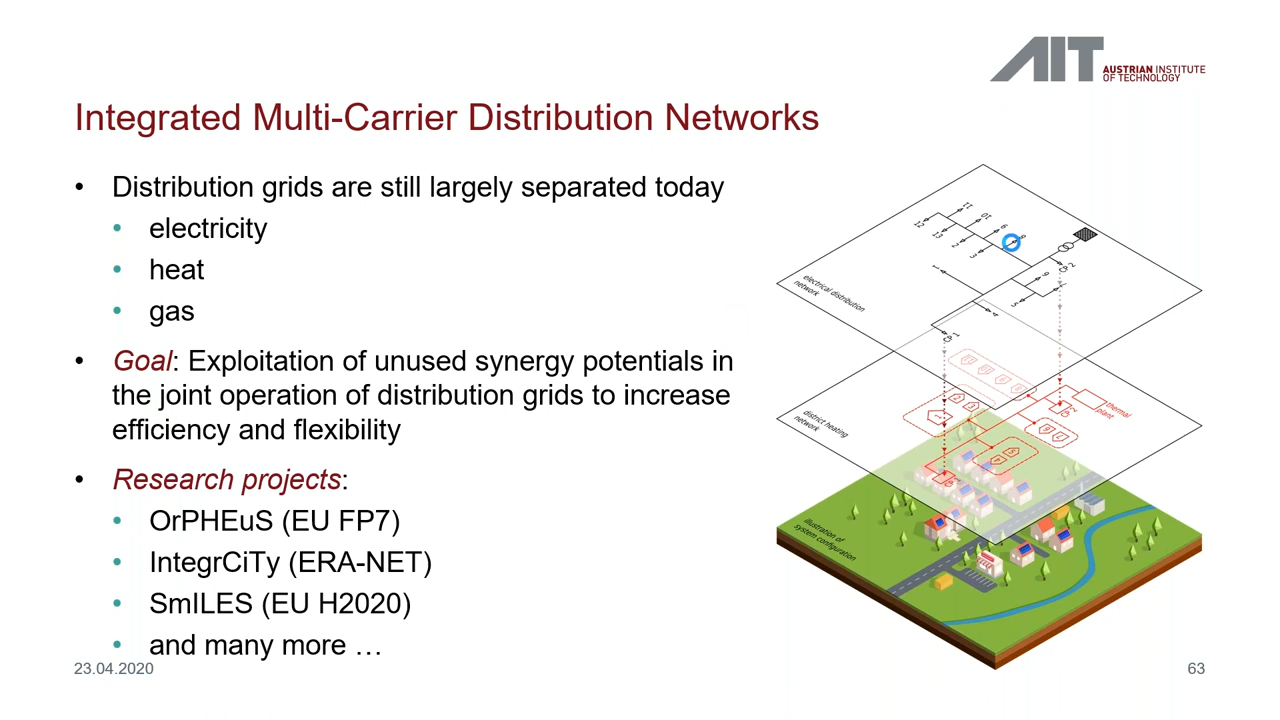 AIT
AUSTRIAN INSTITUTE
OF TECHNOLOGY
Integrated Multi-Carrier Distribution Networks
• Distribution grids are still largely separated today
• electricity
• heat
• gas
• Goal: Exploitation of unused synergy potentials in
the joint operation of distribution grids to increase
efficiency and flexibility
• Research projects:
• OrPHEuS (EU FP7)
• IntegrCiTy (ERA-NET)
• SmILES (EU H2020)
• and many more …
electrical distribution
network
district heating
network
thermal
plant
illustration of
system configuration
23.04.2020
63